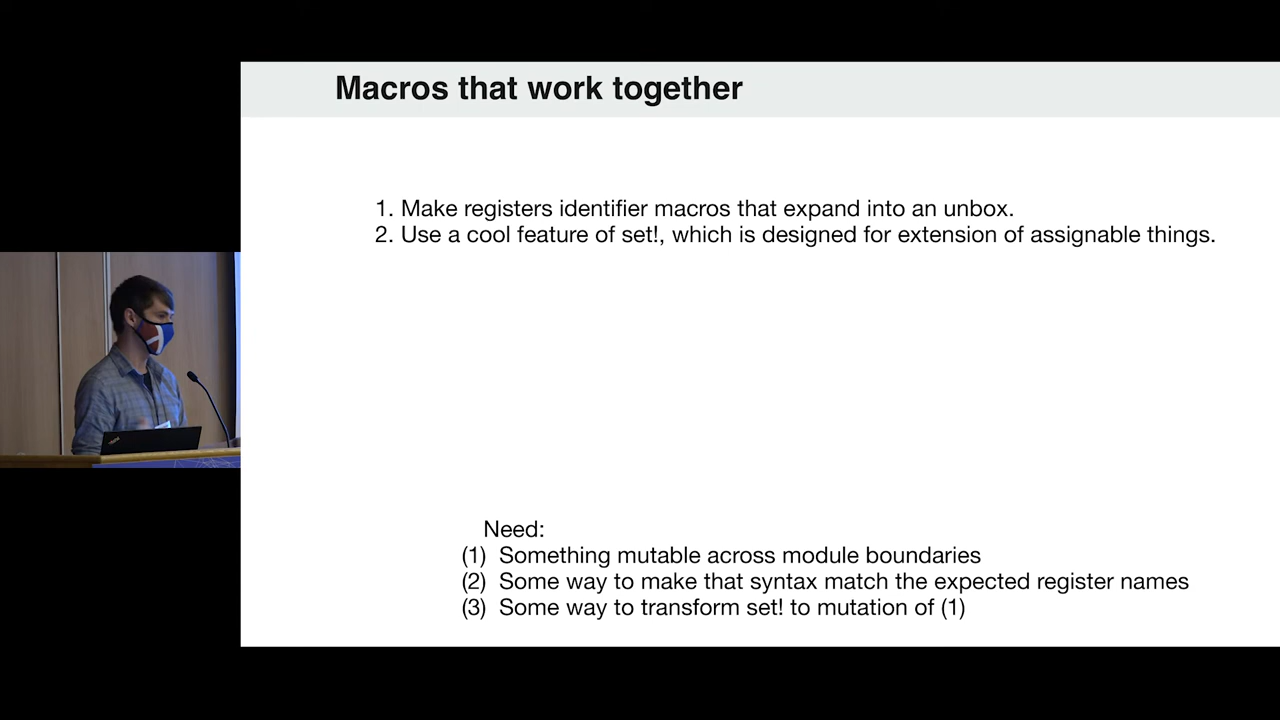 Macros that work together
1. Make registers identifier macros that expand into an unbox.
2. Use a cool feature of set!, which is designed for extension of assignable things.
Need:
(1) Something mutable across module boundaries
(2) Some way to make that syntax match the expected register names
(3) Some way to transform set! to mutation of (1)